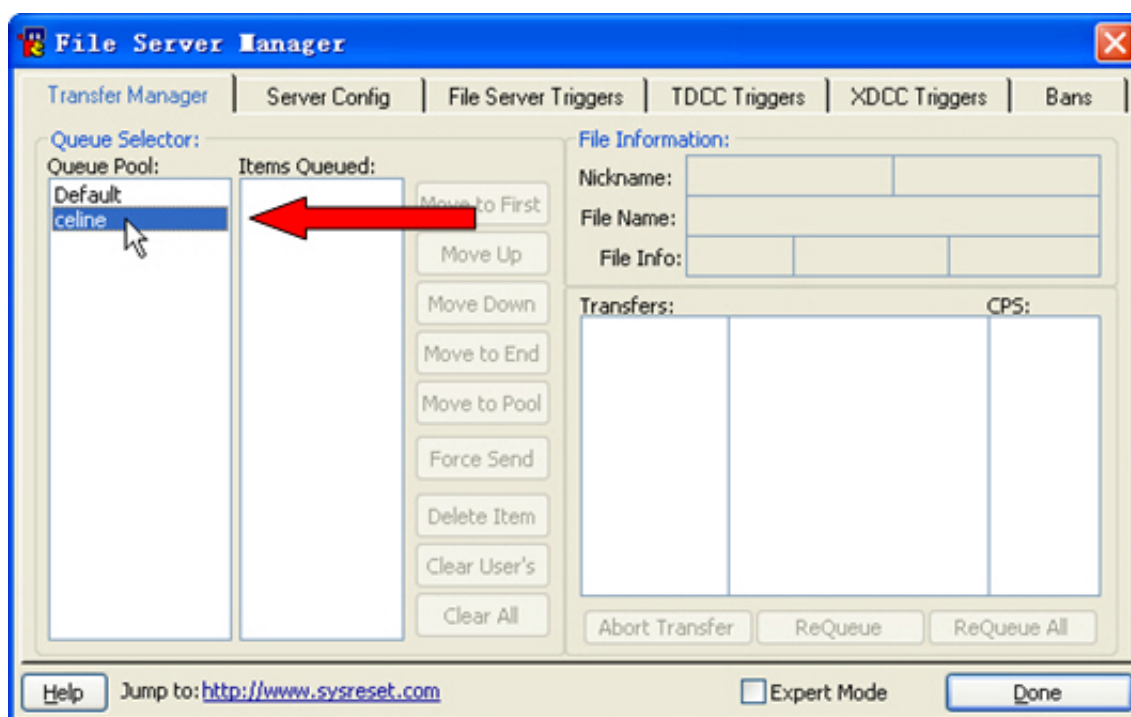 File Server Manager
Transfer Manager Server Config File Server Triggers TDCC Triggers XDCC Triggers Bans
Queue Selector:
Queue Pool: Items Queued:
Default
celine
Move to First
Move Up
Move Down
Move to End
Move to Pool
Force Send
Delete Item
Clear User's
Clear All
File Information:
Nickname:
File Name:
File Info:
Transfers: CPS:
Abort Transfer ReQueue ReQueue All
Help Jump to: http://www.sysreset.com Expert Mode Done